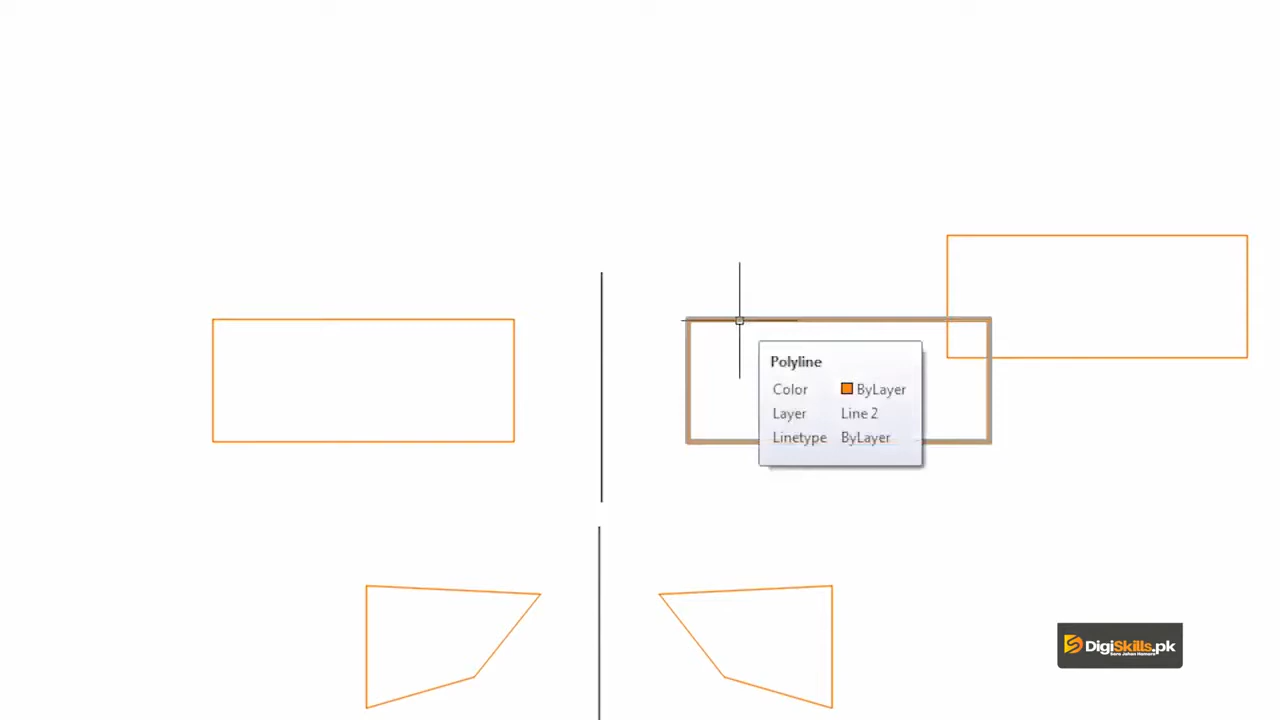 Polyline
Color ByLayer
Layer Line 2
Linetype ByLayer
DigiSkills.pk